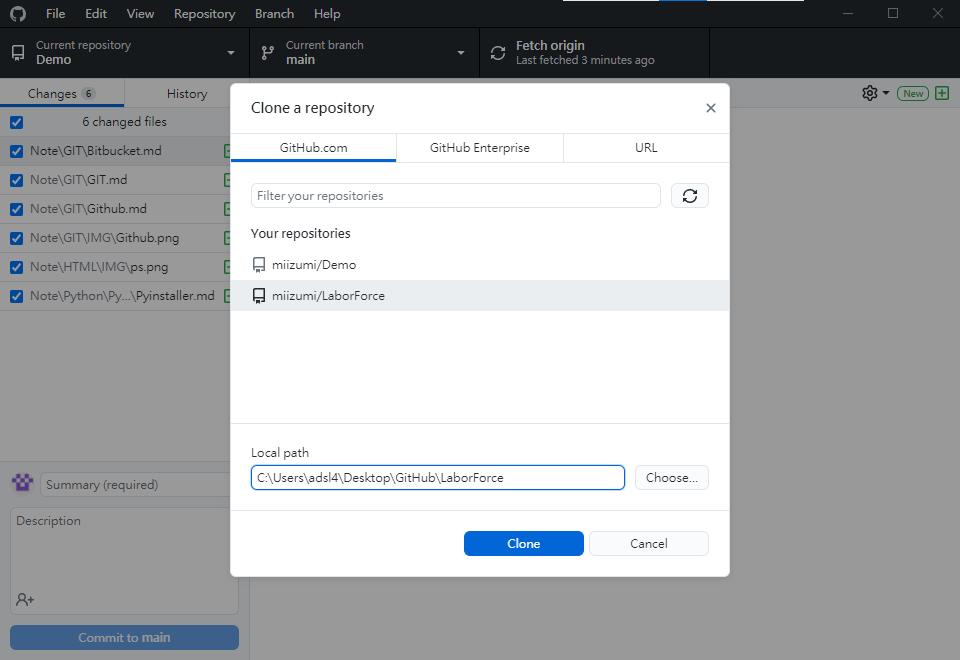 File Edit View Repository Branch Help
Current repository
Demo
Current branch
main
Fetch origin
Last fetched 3 minutes ago
Changes 6
History
New
6 changed files
Note\GIT\Bitbucket.md
Note\GIT\GIT.md
Note\GIT\Github.md
Note\GIT\IMG\Github.png
Note\HTML\IMG\ps.png
Note\Python\Py...\Pyinstaller.md
Summary (required)
Description
Commit to main
Clone a repository
GitHub.com
GitHub Enterprise
URL
Filter your repositories
Your repositories
miizumi/Demo
miizumi/LaborForce
Local path
C:\Users\adsl4\Desktop\GitHub\LaborForce
Choose...
Clone
Cancel